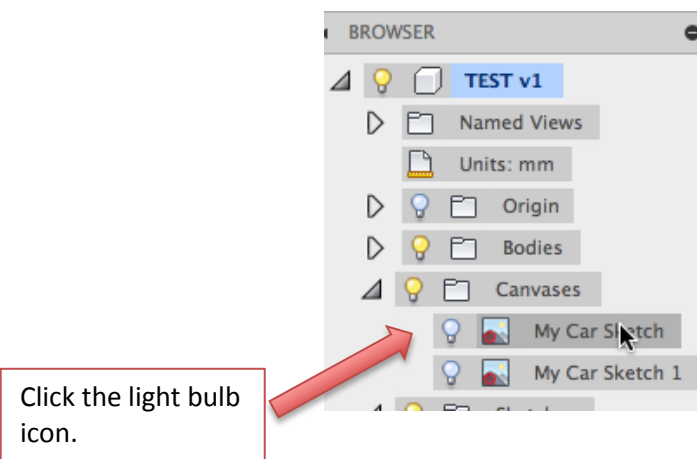 BROWSER
TEST v1
Named Views
Units: mm
Origin
Bodies
Canvases
My Car Sketch
My Car Sketch 1
Click the light bulb
icon.